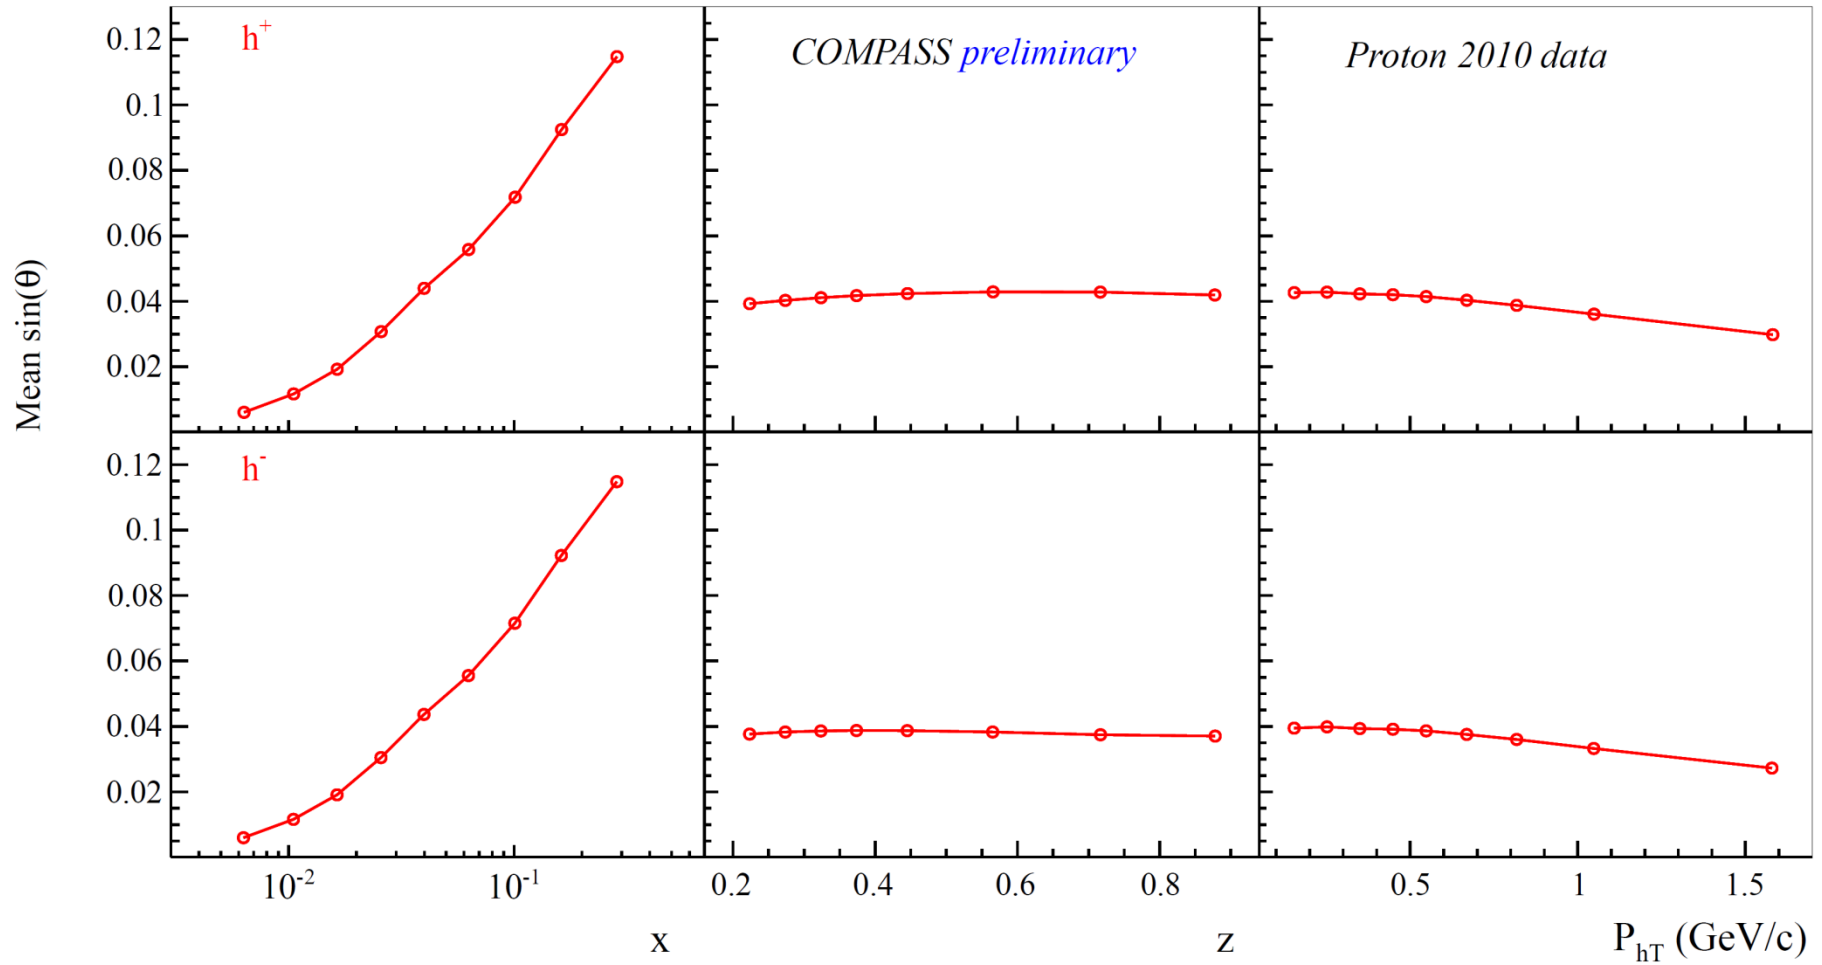 h+
COMPASS preliminary
Proton 2010 data
0.12
0.1
0.08
0.06
0.04
0.02
Mean sin(θ)
h-
0.12
0.1
0.08
0.06
0.04
0.02
10-2 10-1
0.2 0.4 0.6 0.8
0.5 1 1.5
x
z
PhT (GeV/c)